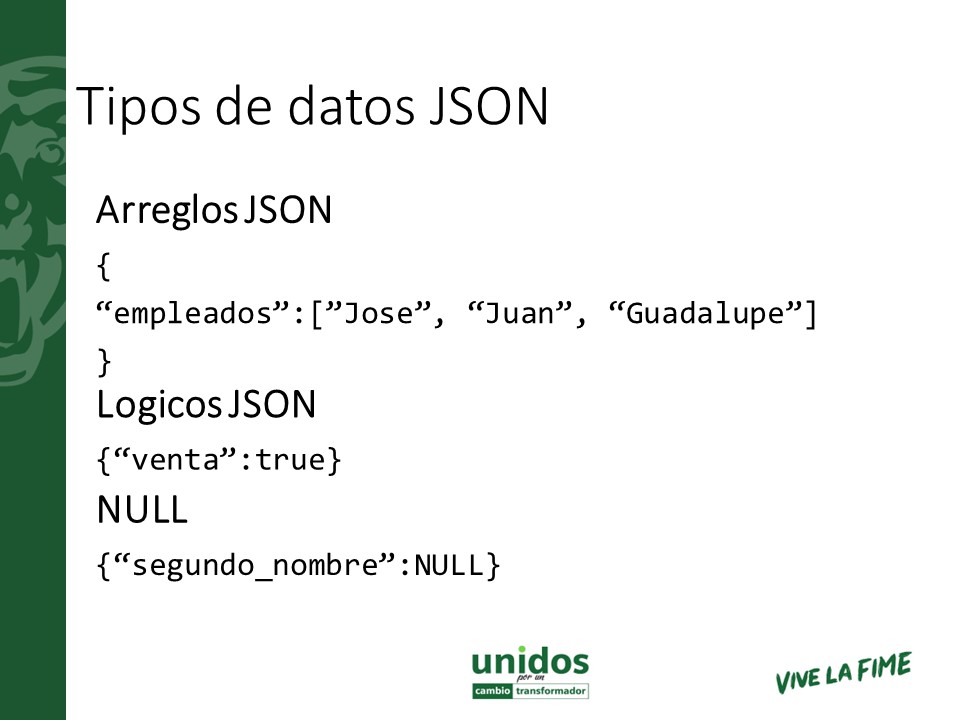 Tipos de datos JSON
Arreglos JSON
{
“empleados”:[”Jose”, “Juan”, “Guadalupe”]
}
Logicos JSON
{“venta”:true}
NULL
{“segundo_nombre”:NULL}
unidos
por un
cambio transformador
VIVE LA FIME